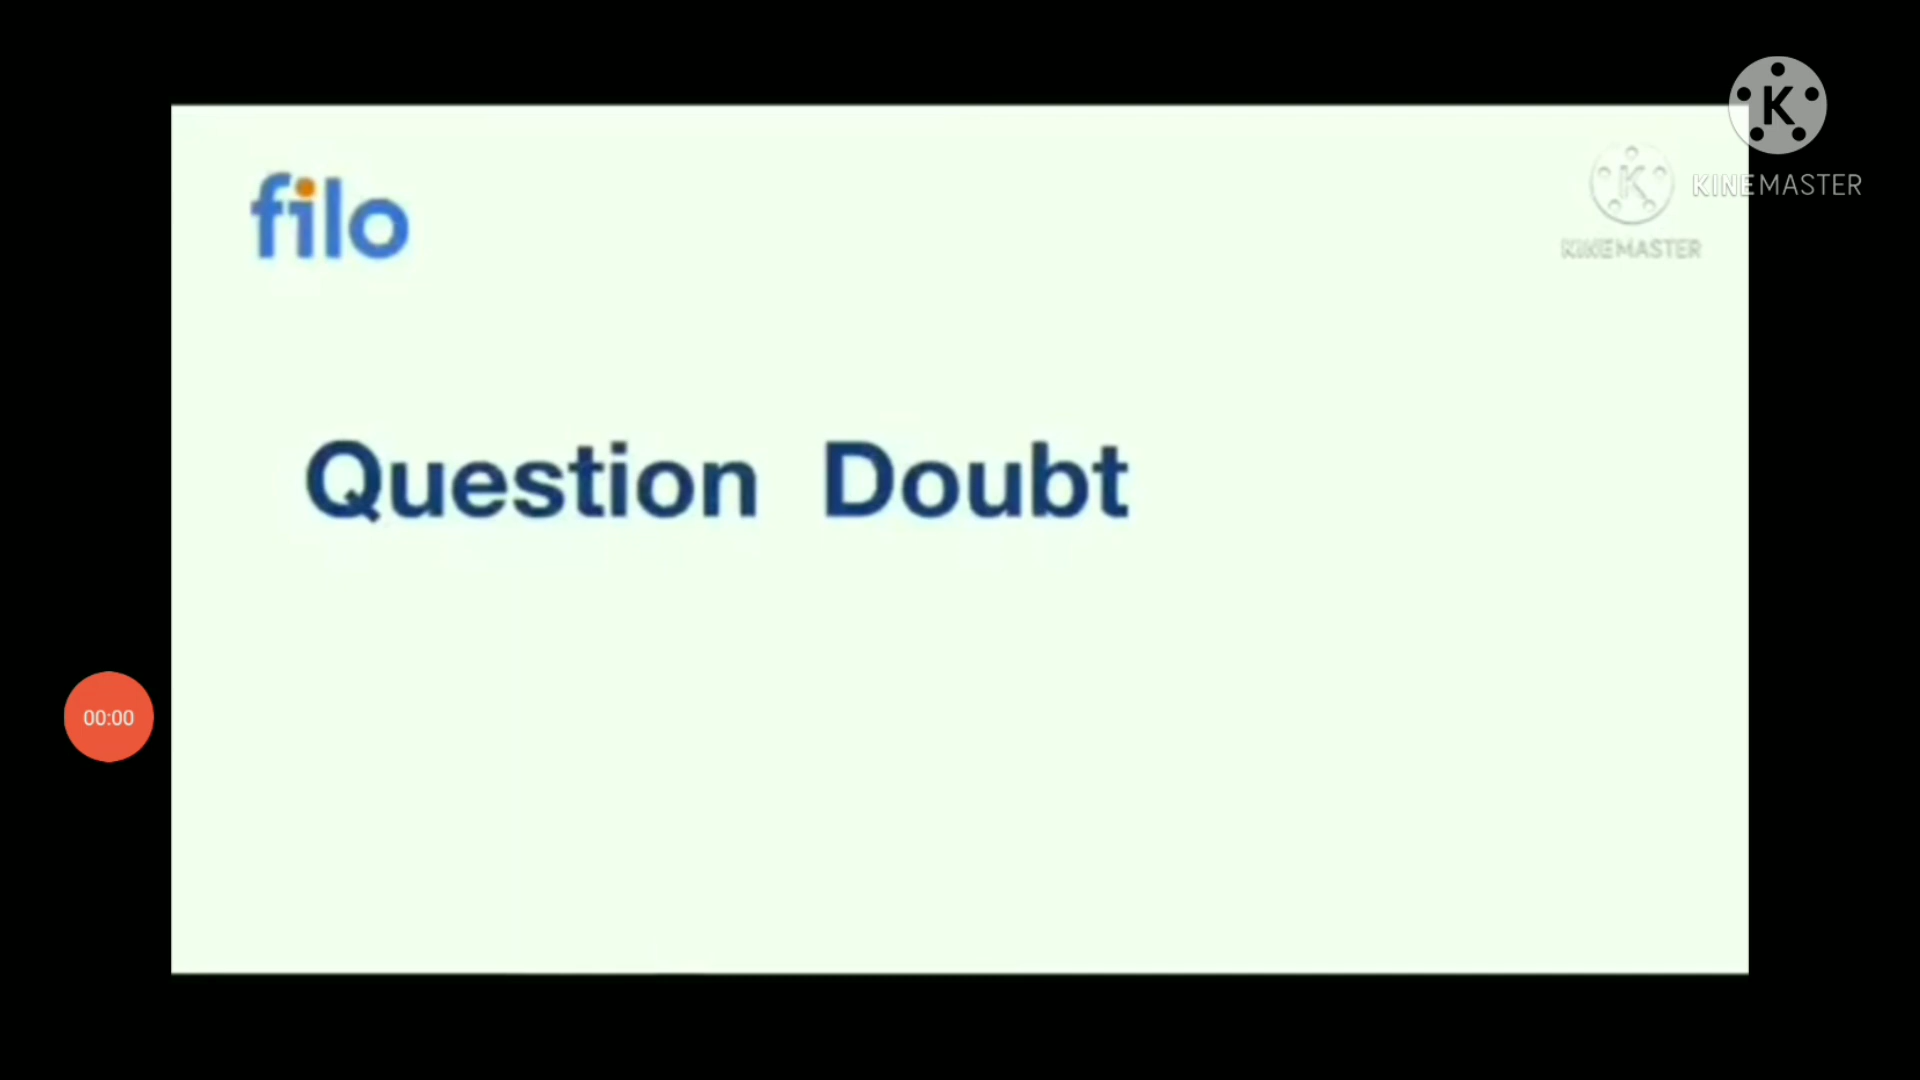 filo
K
KINEMASTER
K
KINEMASTER
Question Doubt
00:00